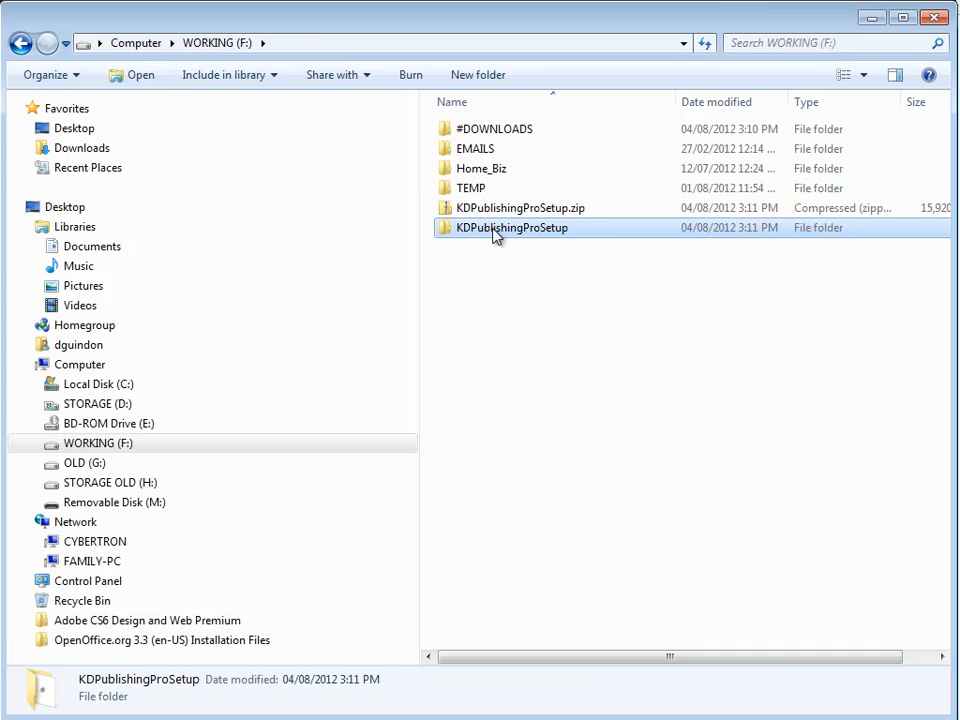 Computer WORKING (F:)
Search WORKING (F:)
Organize Open Include in library Share with Burn New folder
Favorites
Desktop
Downloads
Recent Places
Desktop
Libraries
Documents
Music
Pictures
Videos
Homegroup
dguindon
Computer
Local Disk (C:)
STORAGE (D:)
BD-ROM Drive (E:)
WORKING (F:)
OLD (G:)
STORAGE OLD (H:)
Removable Disk (M:)
Network
CYBERTRON
FAMILY-PC
Control Panel
Recycle Bin
Adobe CS6 Design and Web Premium
OpenOffice.org 3.3 (en-US) Installation Files
Name Date modified Type Size
#DOWNLOADS 04/08/2012 3:10 PM File folder
EMAILS 27/02/2012 12:14 ... File folder
Home_Biz 12/07/2012 12:24 ... File folder
TEMP 01/08/2012 11:54 ... File folder
KDPublishingProSetup.zip 04/08/2012 3:11 PM Compressed (zipp... 15,920
KDPublishingProSetup 04/08/2012 3:11 PM File folder
KDPublishingProSetup Date modified: 04/08/2012 3:11 PM
File folder